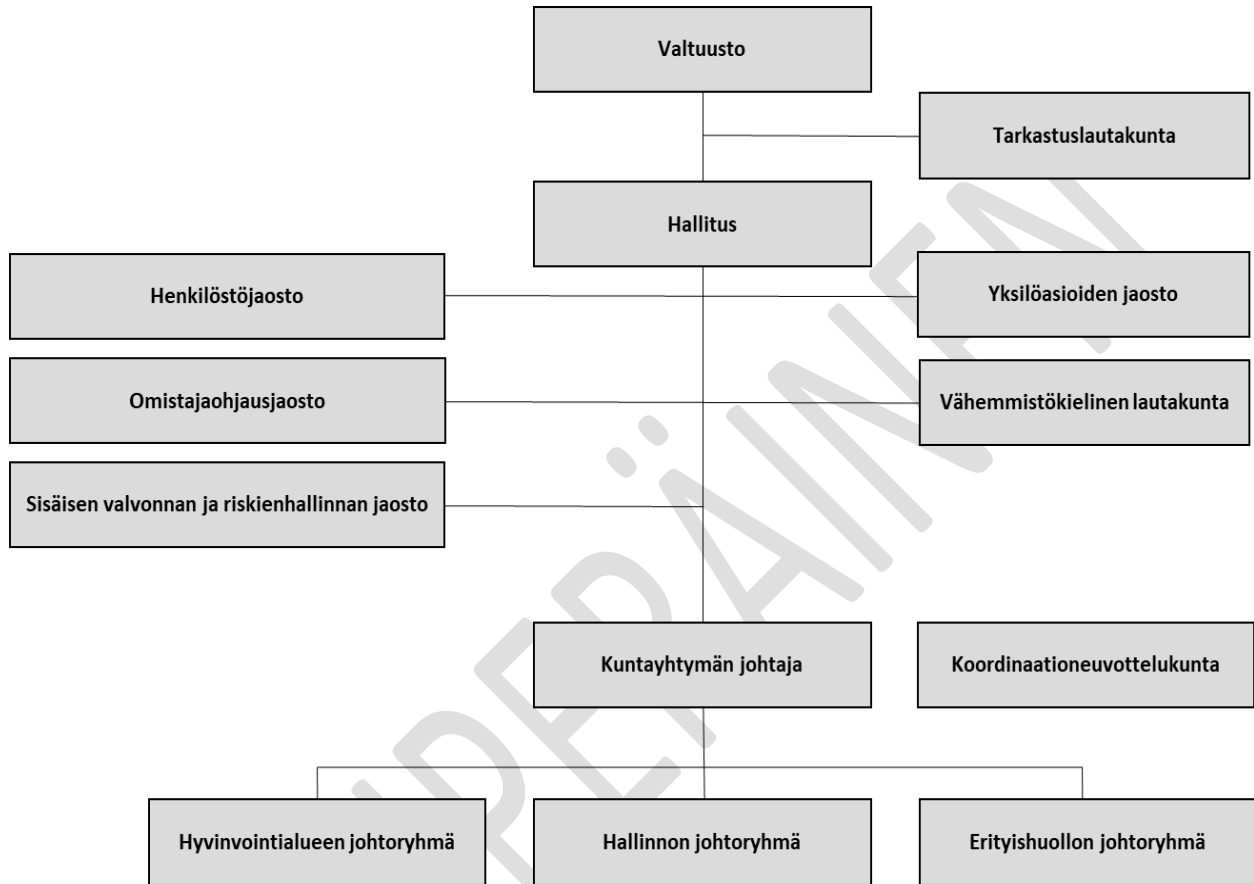 Valtuusto
Tarkastuslautakunta
Hallitus
Henkilöstöjaosto
Yksilöasioiden jaosto
Omistajaohjausjaosto
Vähemmistökielinen lautakunta
Sisäisen valvonnan ja riskienhallinnan jaosto
Kuntayhtymän johtaja
Koordinaationeuvottelukunta
Hyvinvointialueen johtoryhmä
Hallinnon johtoryhmä
Erityishuollon johtoryhmä